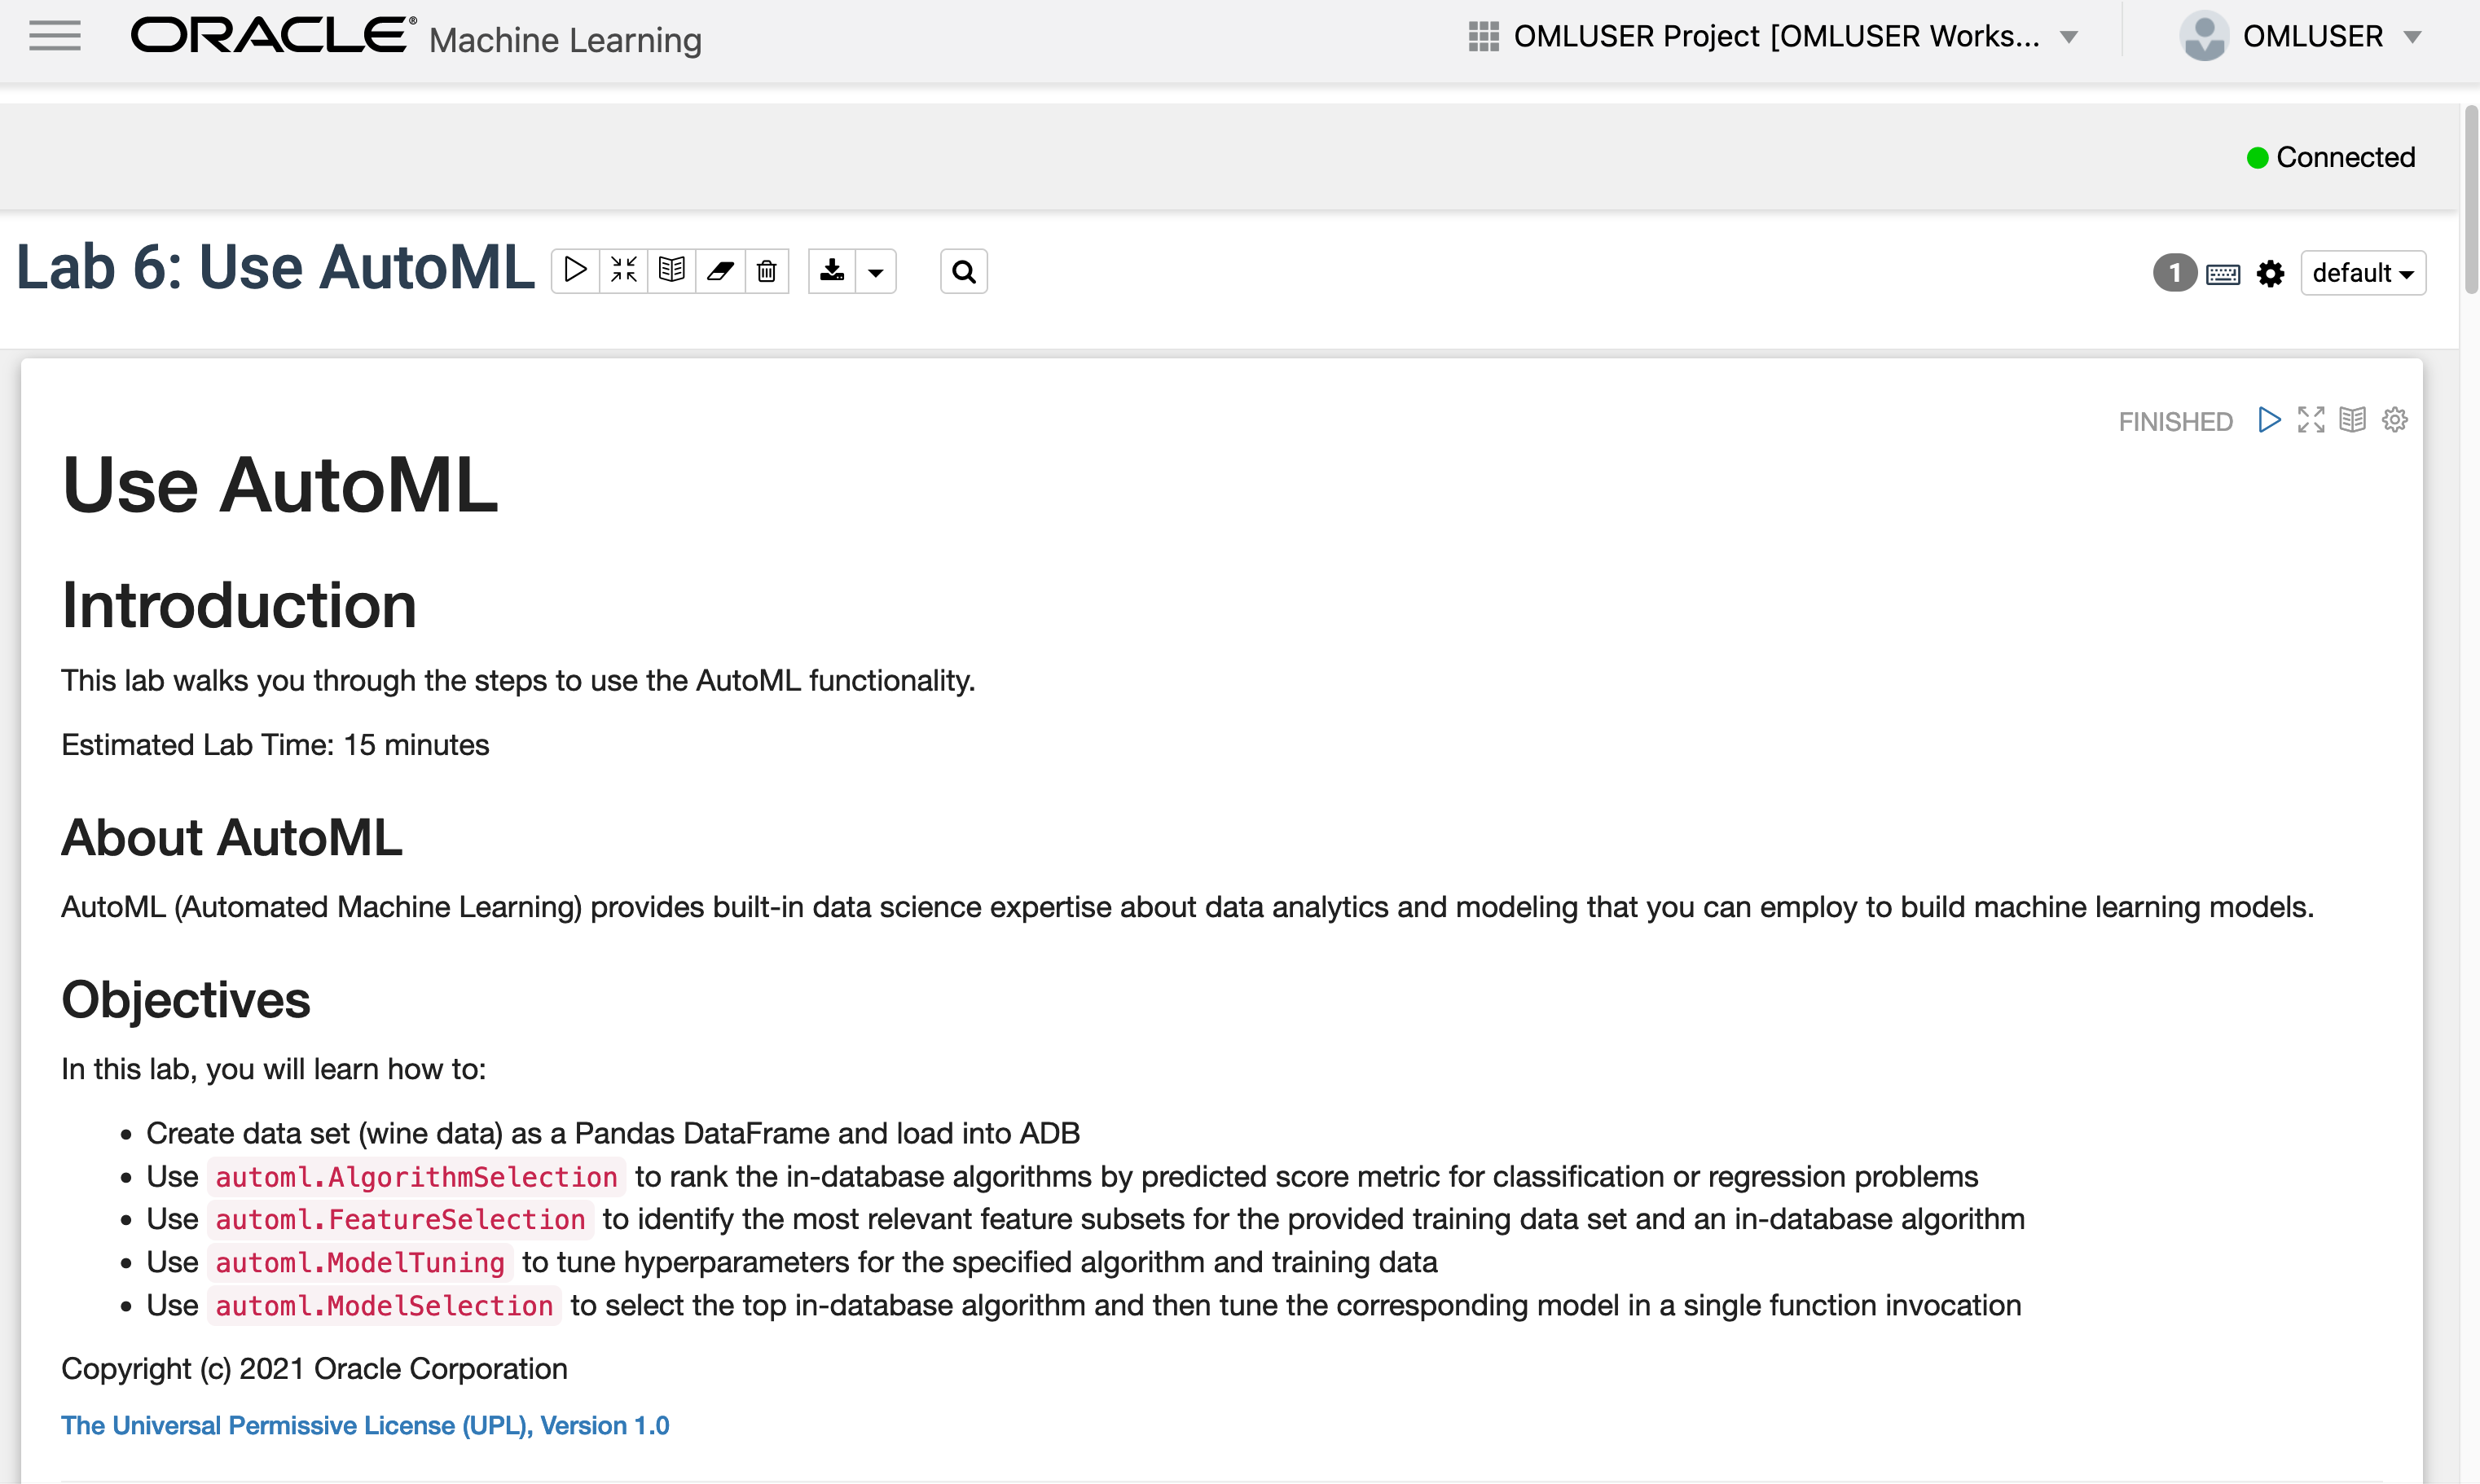 ORACLE® Machine Learning
OMLUSER Project [OMLUSER Works...
OMLUSER
Connected
Lab 6: Use AutoML
1
default
FINISHED
Use AutoML
Introduction
This lab walks you through the steps to use the AutoML functionality.
Estimated Lab Time: 15 minutes
About AutoML
AutoML (Automated Machine Learning) provides built-in data science expertise about data analytics and modeling that you can employ to build machine learning models.
Objectives
In this lab, you will learn how to:
• Create data set (wine data) as a Pandas DataFrame and load into ADB
• Use automl.AlgorithmSelection to rank the in-database algorithms by predicted score metric for classification or regression problems
• Use automl.FeatureSelection to identify the most relevant feature subsets for the provided training data set and an in-database algorithm
• Use automl.ModelTuning to tune hyperparameters for the specified algorithm and training data
• Use automl.ModelSelection to select the top in-database algorithm and then tune the corresponding model in a single function invocation
Copyright (c) 2021 Oracle Corporation
The Universal Permissive License (UPL), Version 1.0